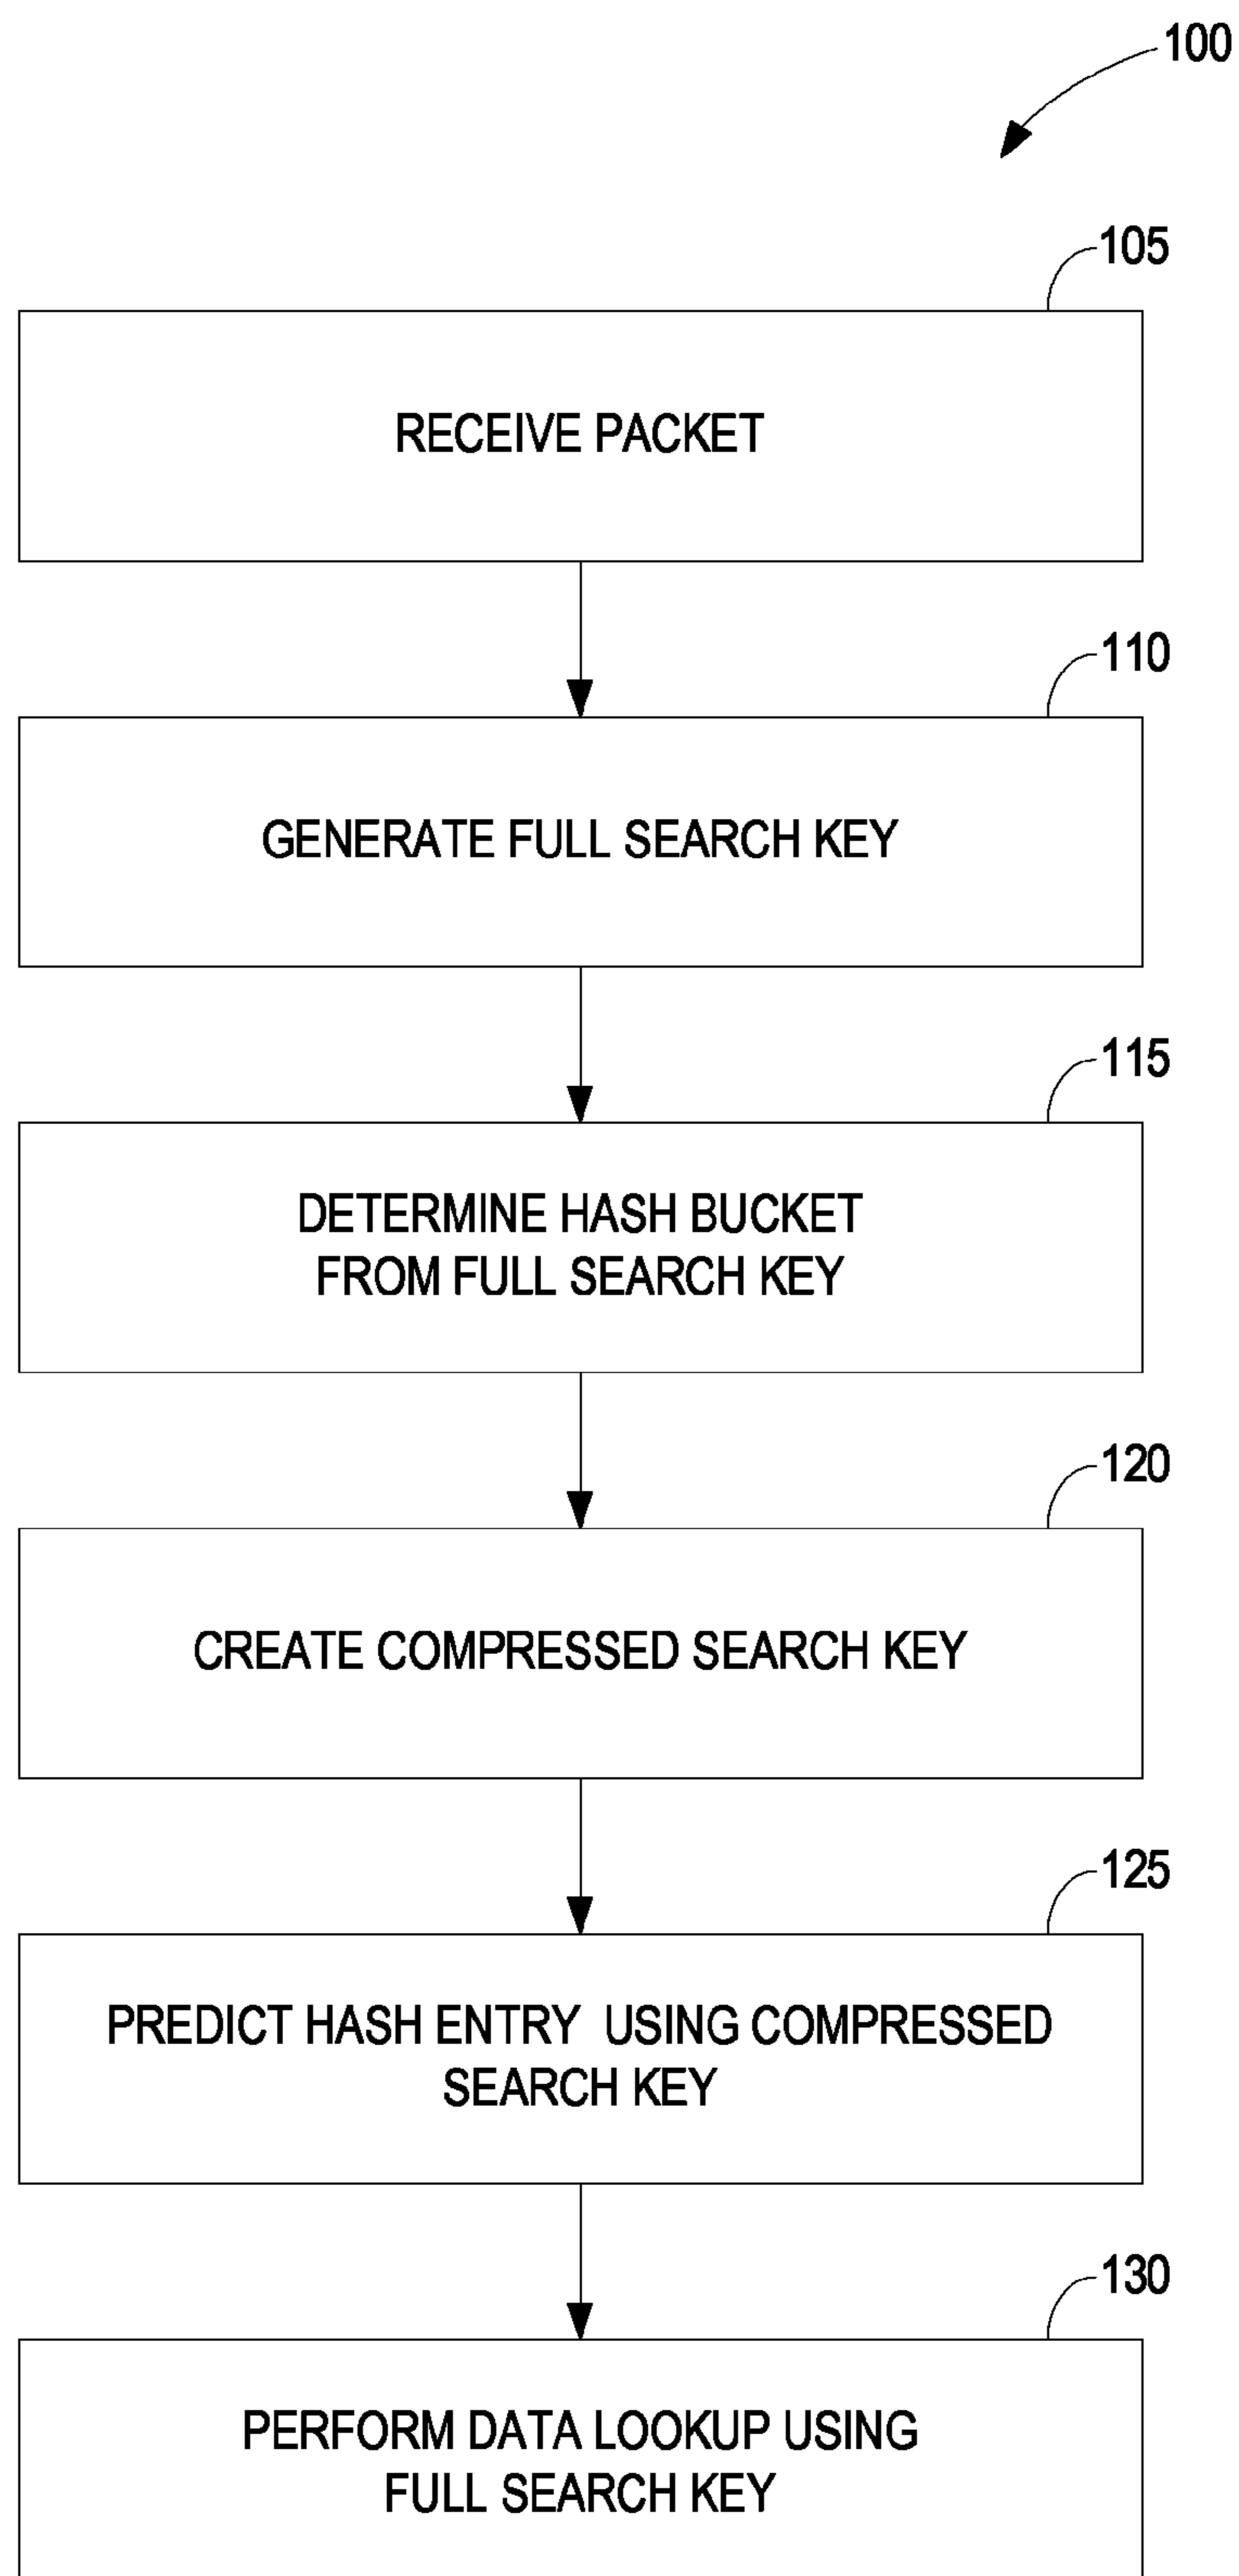 100
105
RECEIVE PACKET
110
GENERATE FULL SEARCH KEY
115
DETERMINE HASH BUCKET
FROM FULL SEARCH KEY
120
CREATE COMPRESSED SEARCH KEY
125
PREDICT HASH ENTRY USING COMPRESSED
SEARCH KEY
130
PERFORM DATA LOOKUP USING
FULL SEARCH KEY